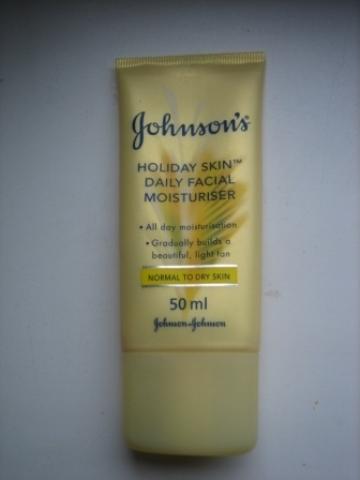 Johnson's
HOLIDAY SKIN™
DAILY FACIAL
MOISTURISER
• All day moisturisation
• Gradually builds a
beautiful, light tan
NORMAL TO DRY SKIN
50 ml
Johnson & Johnson